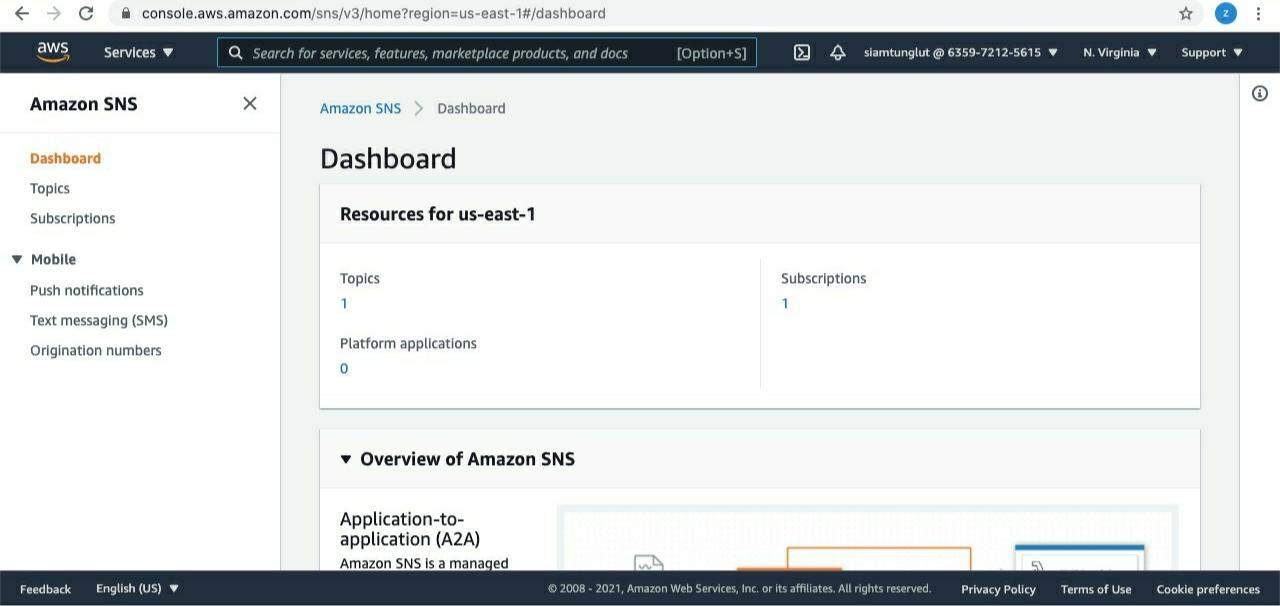 console.aws.amazon.com/sns/v3/home?region=us-east-1#/dashboard
z
aws
Services
Search for services, features, marketplace products, and docs
[Option+S]
siamtunglut @ 6359-7212-5615
N. Virginia
Support
Amazon SNS
Dashboard
Topics
Subscriptions
Mobile
Push notifications
Text messaging (SMS)
Origination numbers
Amazon SNS
Dashboard
Dashboard
Resources for us-east-1
Topics
1
Subscriptions
1
Platform applications
0
Overview of Amazon SNS
Application-to-
application (A2A)
Amazon SNS is a managed
Feedback
English (US)
© 2008 - 2021, Amazon Web Services, Inc. or its affiliates. All rights reserved.
Privacy Policy
Terms of Use
Cookie preferences